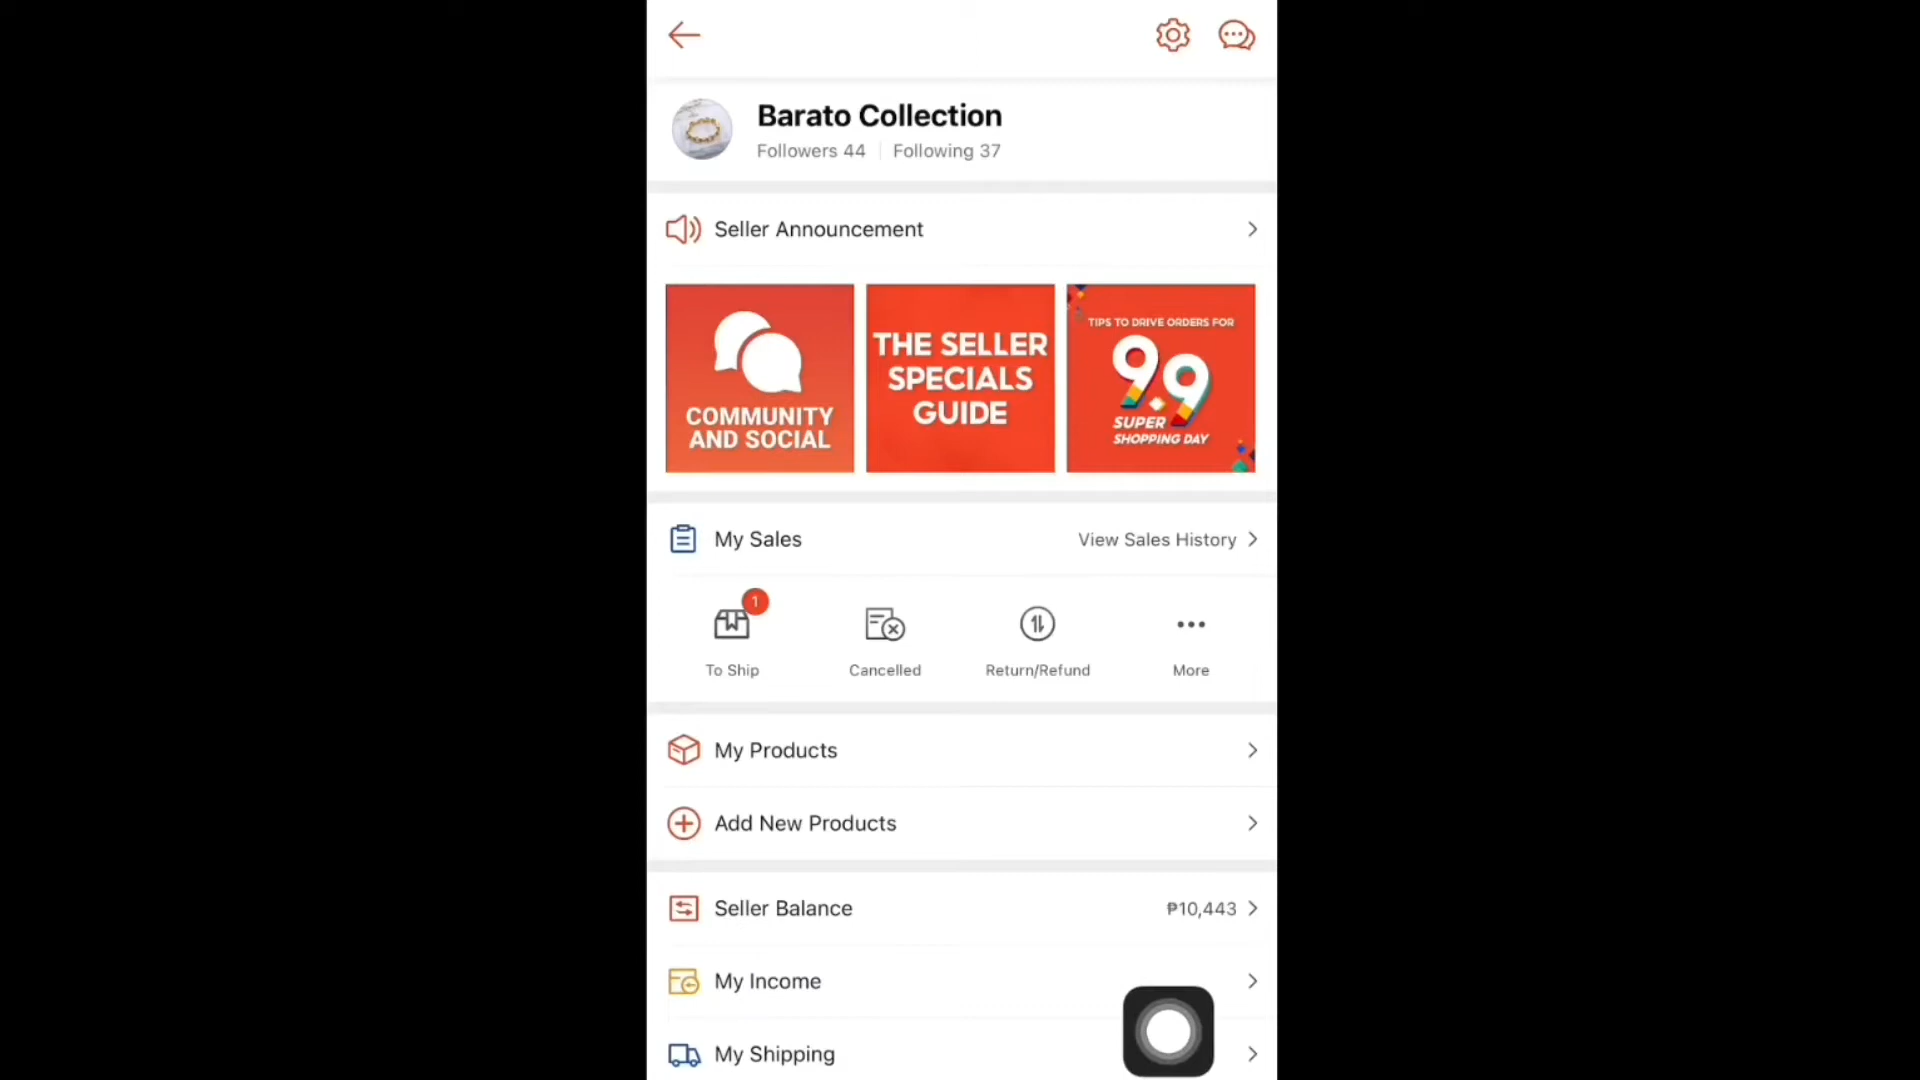 Barato Collection
Followers 44 Following 37
Seller Announcement
COMMUNITY
AND SOCIAL
THE SELLER
SPECIALS
GUIDE
TIPS TO DRIVE ORDERS FOR
9.9
SUPER
SHOPPING DAY
My Sales View Sales History
1
To Ship Cancelled Return/Refund More
My Products
Add New Products
Seller Balance ₱10,443
My Income
My Shipping